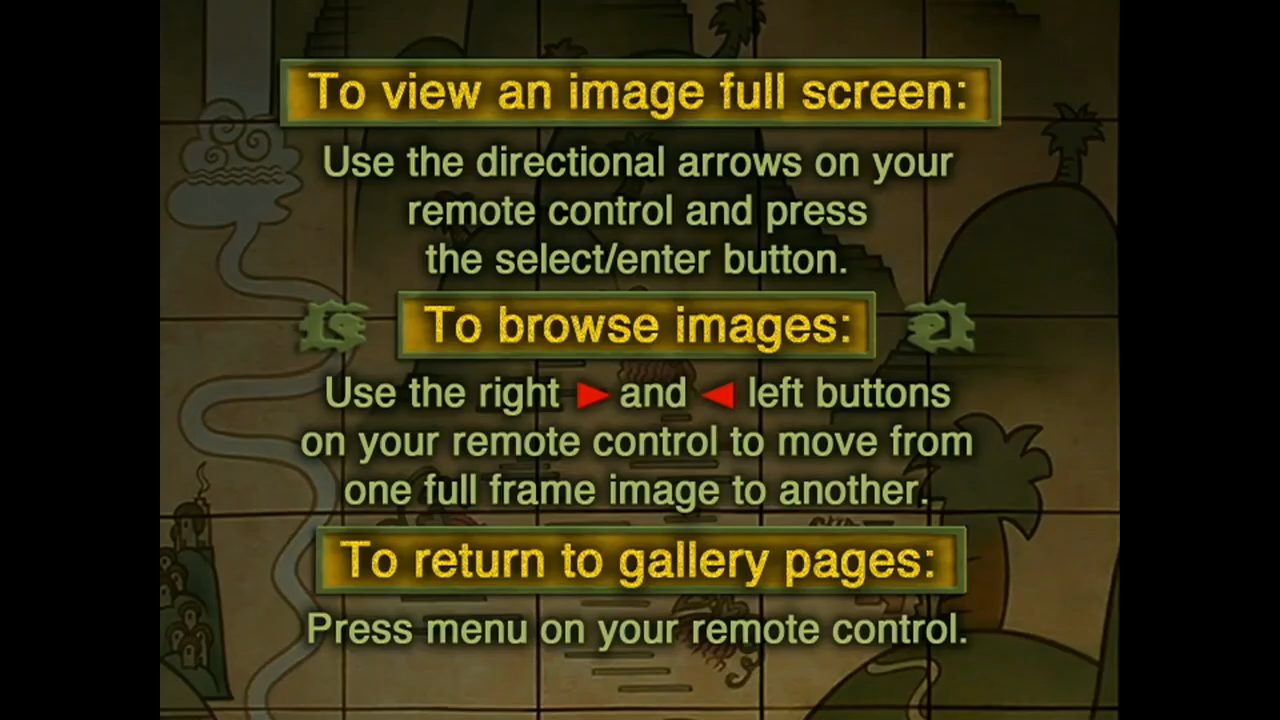 To view an image full screen:
Use the directional arrows on your
remote control and press
the select/enter button.
To browse images:
Use the right ▶ and ◀ left buttons
on your remote control to move from
one full frame image to another.
To return to gallery pages:
Press menu on your remote control.